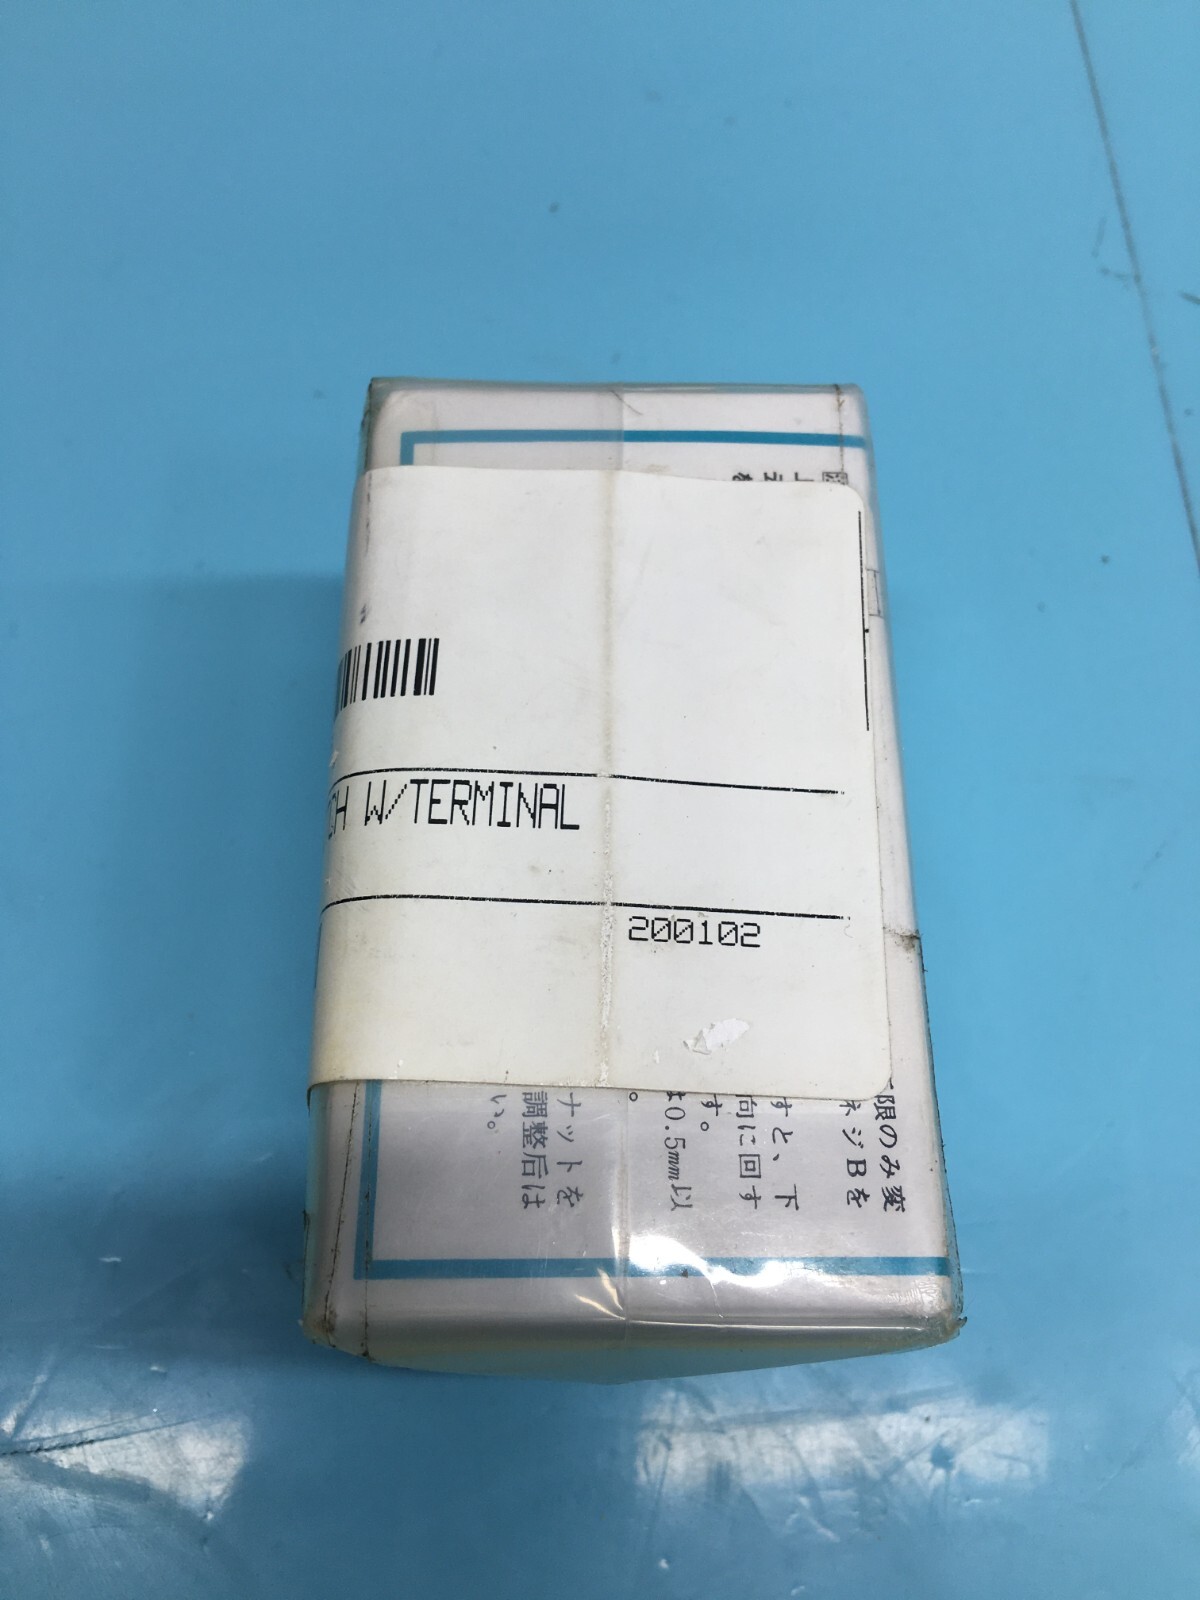 CH W/TERMINAL
200102
限のみ変
ネジBを
すと、下
向に回す
す。
0.5mm以
。
ナットを
調整后は
い。